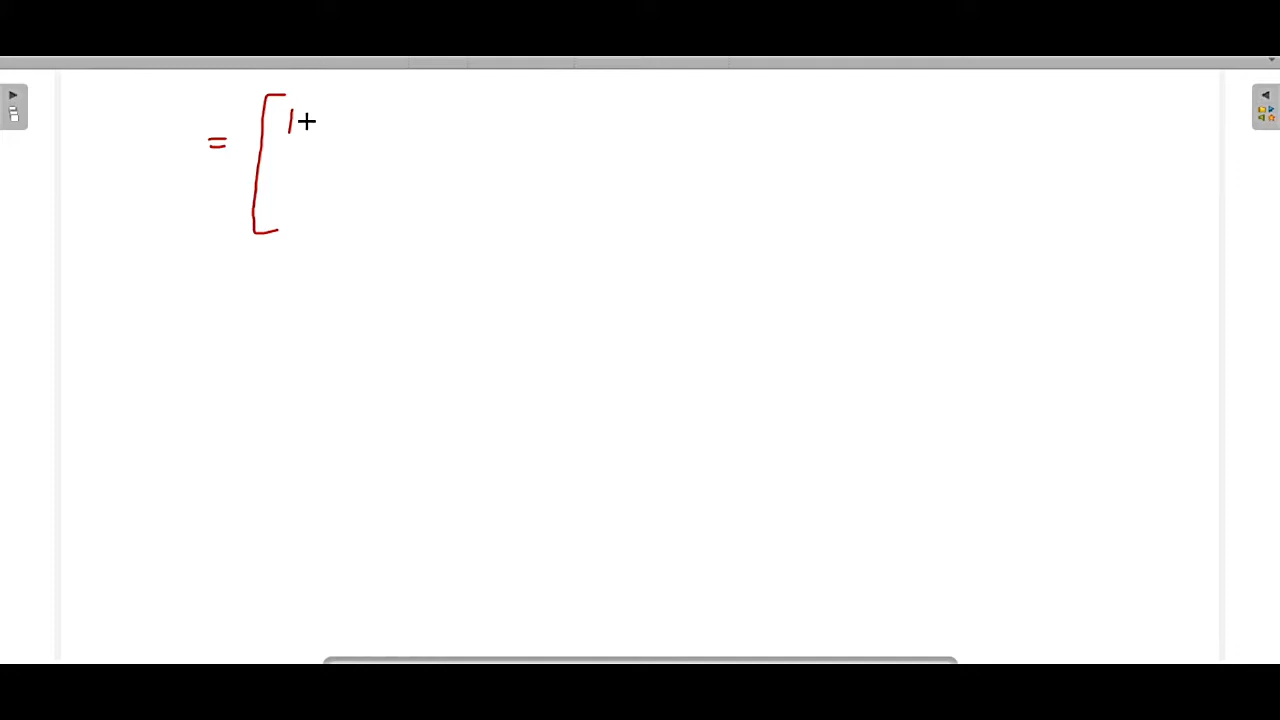 = [ 1